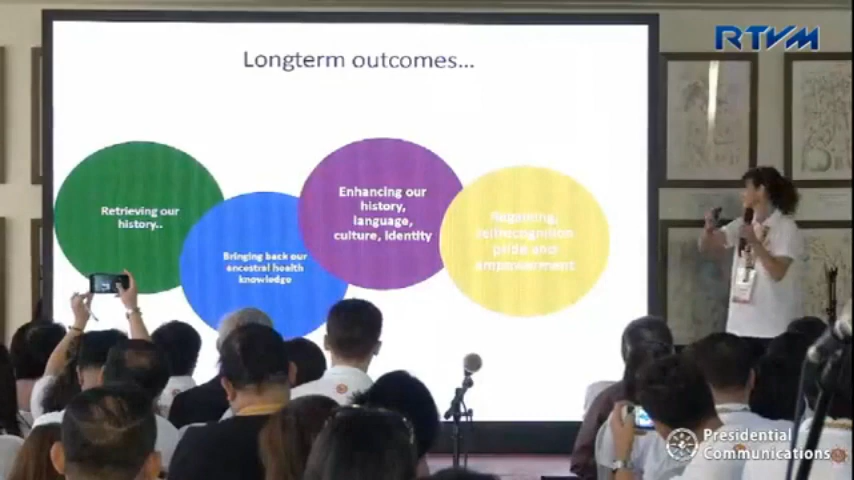 RTVM
Longterm outcomes...
Retrieving our
history..
Bringing back our
ancestral health
knowledge
Enhancing our
history,
language,
culture, identity
Regaining,
selfrecognition
pride and
empowerment
Presidential
Communications